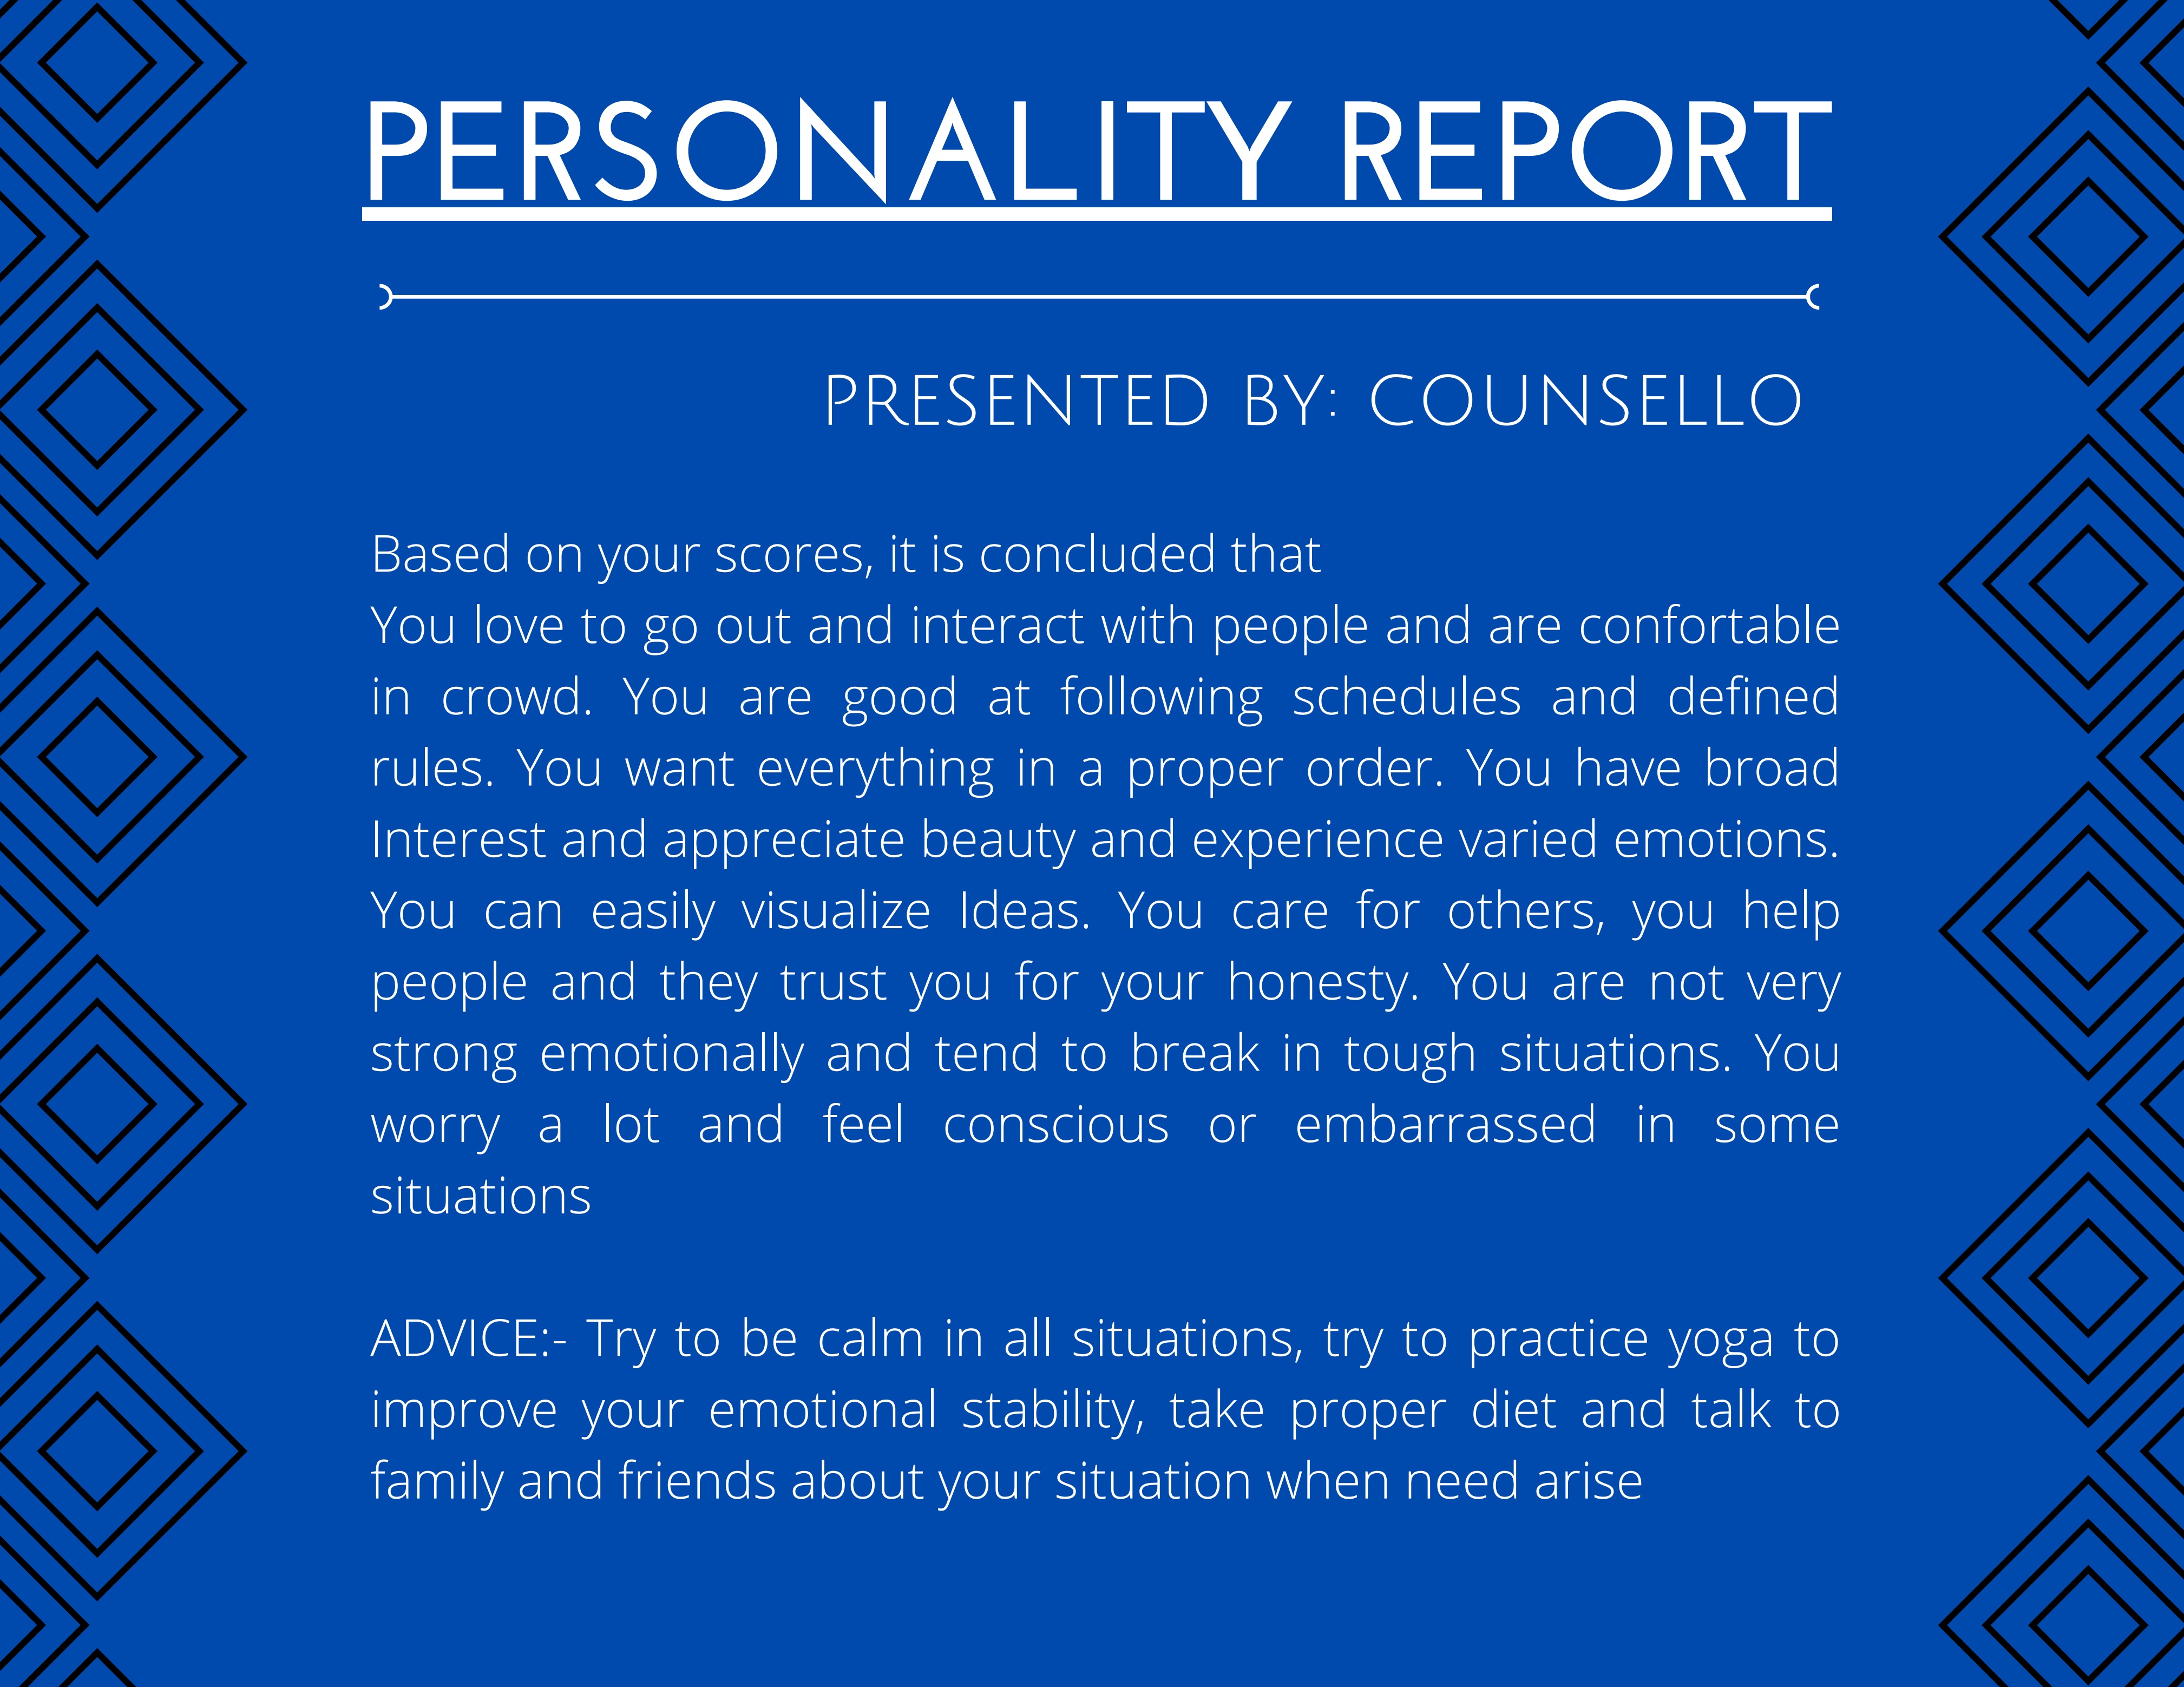 PERSONALITY REPORT
PRESENTED BY: COUNSELLO
Based on your scores, it is concluded that
You love to go out and interact with people and are confortable
in crowd. You are good at following schedules and defined
rules. You want everything in a proper order. You have broad
Interest and appreciate beauty and experience varied emotions.
You can easily visualize Ideas. You care for others, you help
people and they trust you for your honesty. You are not very
strong emotionally and tend to break in tough situations. You
worry a lot and feel conscious or embarrassed in some
situations
ADVICE:- Try to be calm in all situations, try to practice yoga to
improve your emotional stability, take proper diet and talk to
family and friends about your situation when need arise